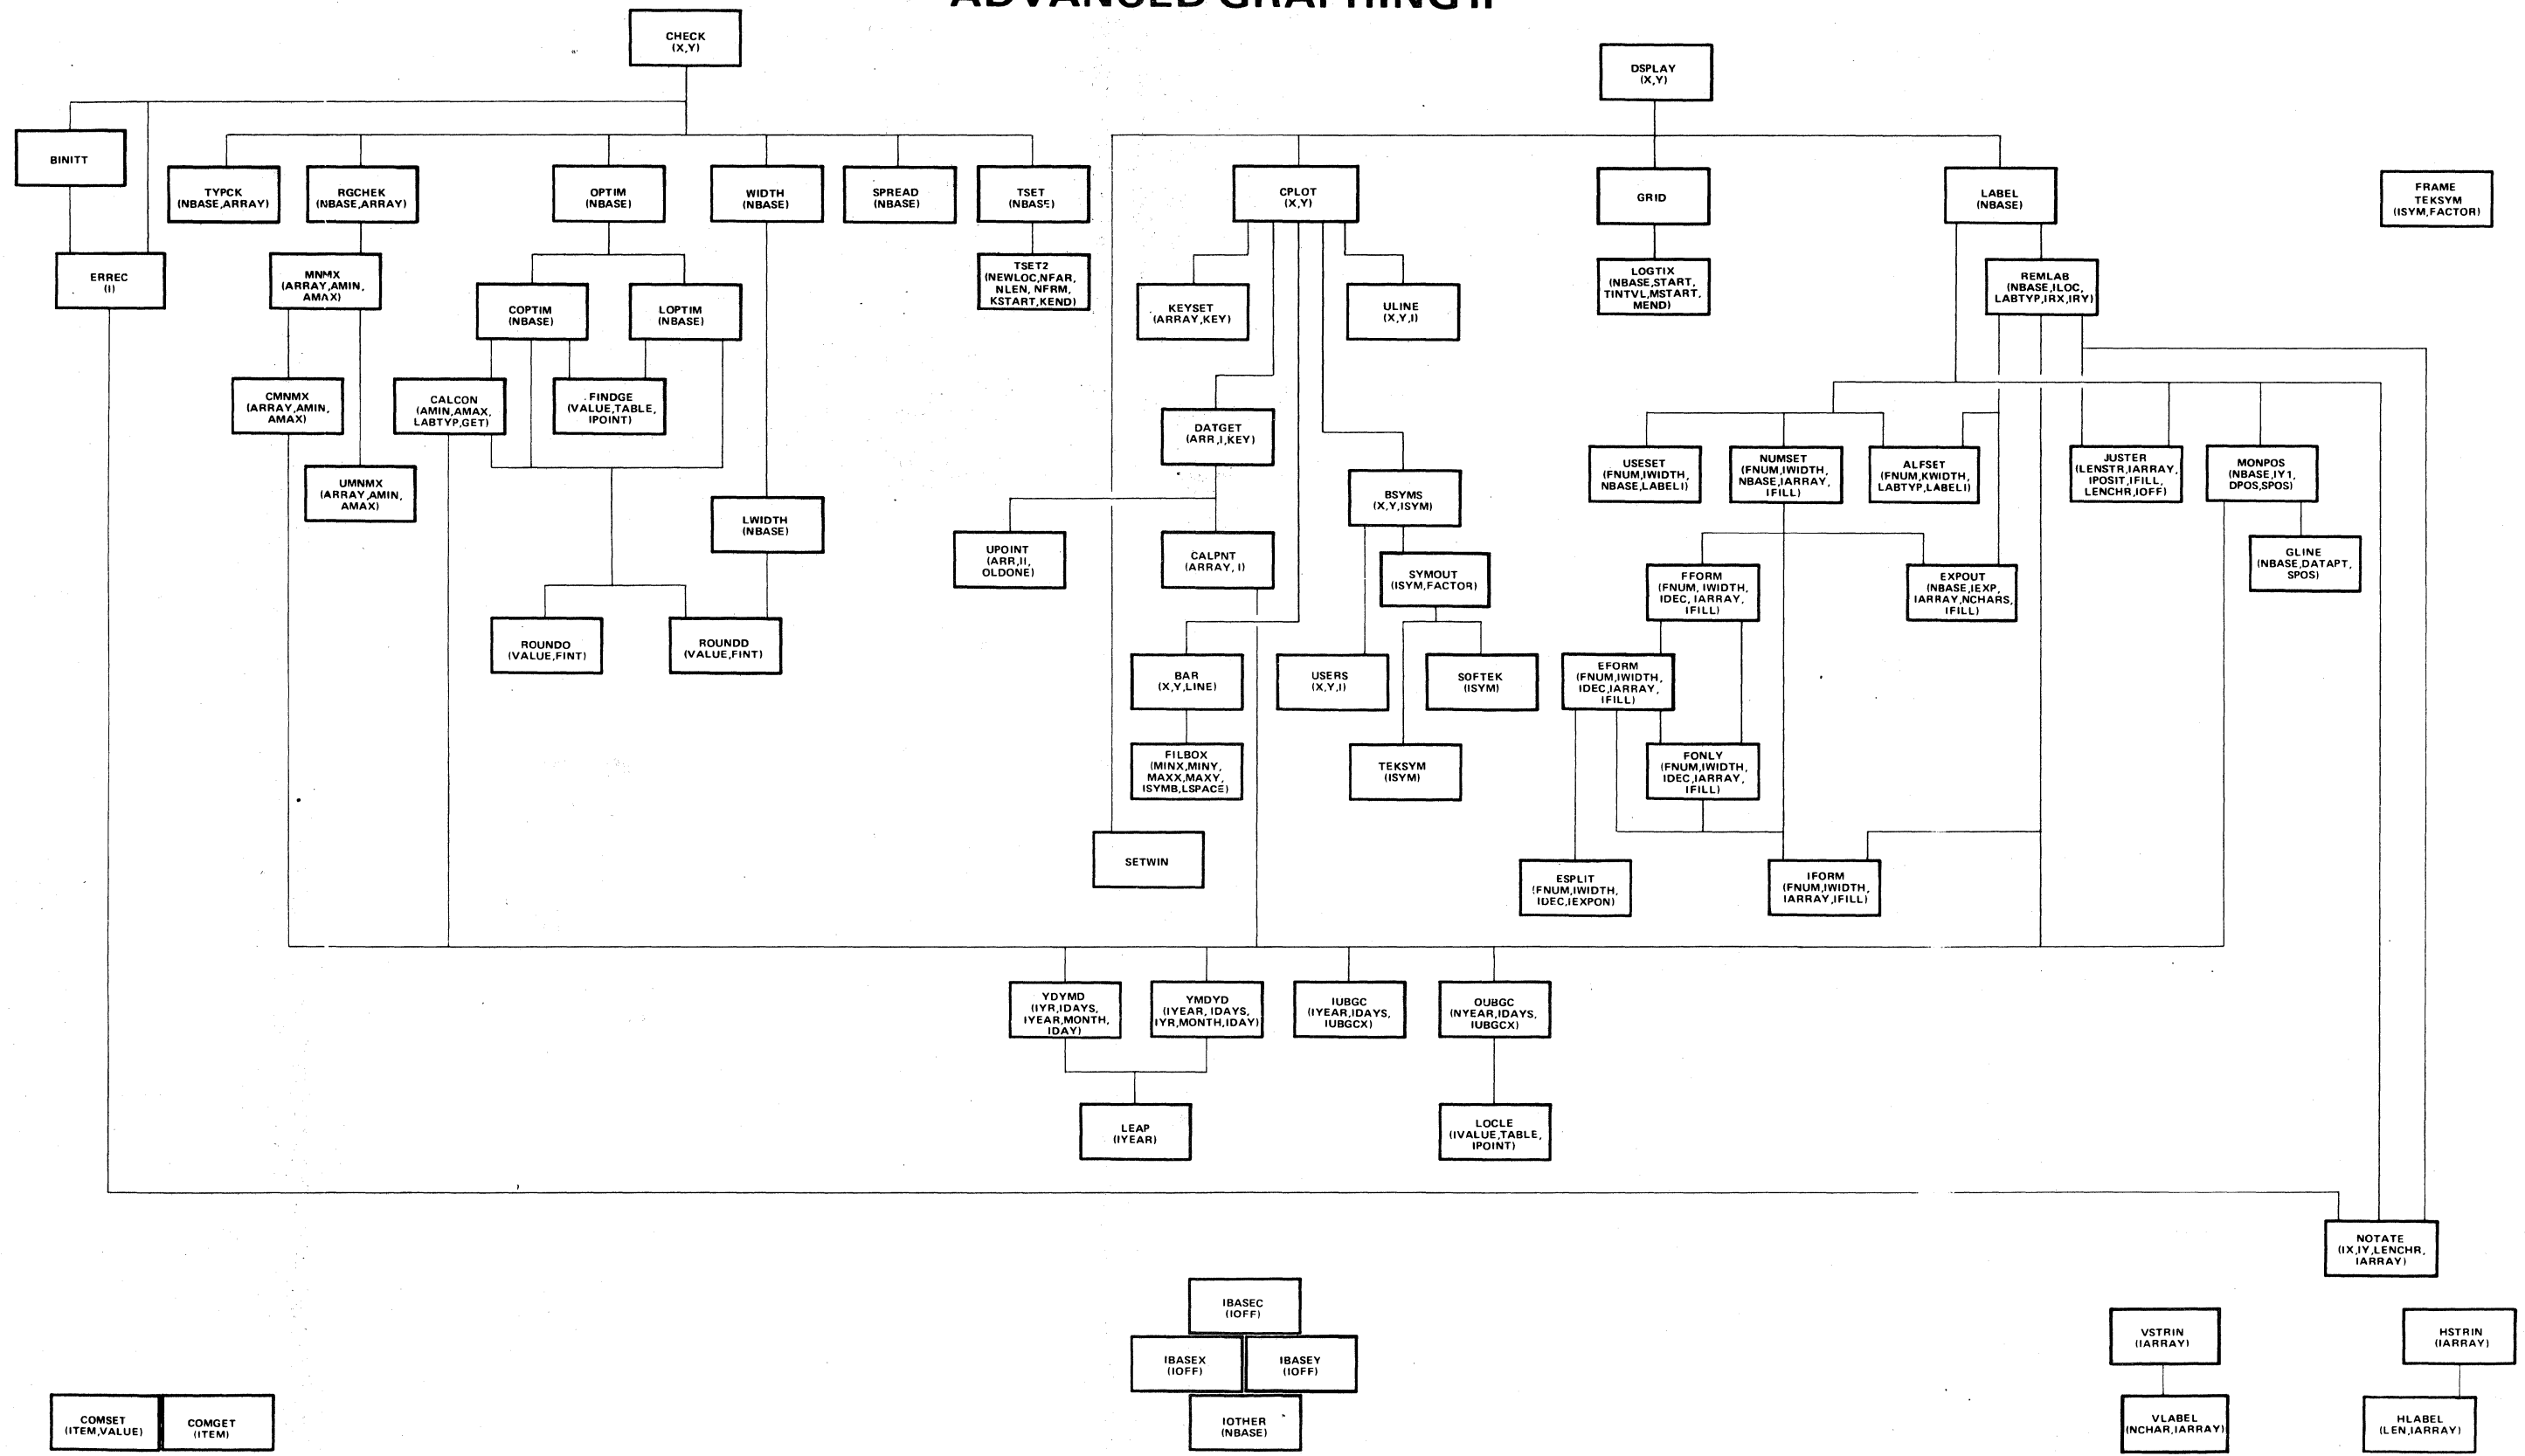 ADVANCED GRAPHING II
CHECK
(X,Y)
DSPLAY
(X,Y)
BINITT
TYPCK
(NBASE,ARRAY)
RGCHEK
(NBASE,ARRAY)
OPTIM
(NBASE)
WIDTH
(NBASE)
SPREAD
(NBASE)
TSET
(NBASE)
CPLOT
(X,Y)
GRID
LABEL
(NBASE)
FRAME
TEKSYM
(ISYM,FACTOR)
ERREC
(I)
MNMX
(ARRAY,AMIN,
AMAX)
COPTIM
(NBASE)
LOPTIM
(NBASE)
TSET2
(NEWLOC,NFAR,
NLEN, NFRM,
KSTART,KEND)
KEYSET
(ARRAY,KEY)
ULINE
(X,Y,I)
LOGTIX
(NBASE,START,
TINTVL,MSTART,
MEND)
REMLAB
(NBASE,ILOC,
LABTYP,IRX,IRY)
CMNMX
(ARRAY,AMIN,
AMAX)
CALCON
(AMIN,AMAX,
LABTYP,GET)
FINDGE
(VALUE,TABLE,
IPOINT)
DATGET
(ARR,I,KEY)
USESET
(FNUM,IWIDTH,
NBASE,LABELI)
NUMSET
(FNUM,IWIDTH,
NBASE,IARRAY,
IFILL)
ALFSET
(FNUM,KWIDTH,
LABTYP,LABELI)
JUSTER
(LENSTR,IARRAY,
IPOSIT,IFILL,
LENCHR,IOFF)
MONPOS
(NBASE,IY1,
DPOS,SPOS)
UMNMX
(ARRAY,AMIN,
AMAX)
LWIDTH
(NBASE)
BSYMS
(X,Y,ISYM)
UPOINT
(ARR,II,
OLDONE)
CALPNT
(ARRAY, I)
SYMOUT
(ISYM,FACTOR)
FFORM
(FNUM, IWIDTH,
IDEC, IARRAY,
IFILL)
EXPOUT
(NBASE,IEXP,
IARRAY,NCHARS,
IFILL)
GLINE
(NBASE,DATAPT,
SPOS)
ROUNDO
(VALUE,FINT)
ROUNDD
(VALUE,FINT)
BAR
(X,Y,LINE)
USERS
(X,Y,I)
SOFTEK
(ISYM)
EFORM
(FNUM,IWIDTH,
IDEC,IARRAY,
IFILL)
FILBOX
(MINX,MINY,
MAXX,MAXY,
ISYMB,LSPACE)
TEKSYM
(ISYM)
FONLY
(FNUM,IWIDTH,
IDEC,IARRAY,
IFILL)
SETWIN
ESPLIT
(FNUM,IWIDTH,
IDEC,IEXPON)
IFORM
(FNUM,IWIDTH,
IARRAY,IFILL)
YDYMD
(IYR,IDAYS,
IYEAR,MONTH,
IDAY)
YMDYD
(IYEAR, IDAYS,
IYR,MONTH,IDAY)
IUBGC
(IYEAR,IDAYS,
IUBGCX)
OUBGC
(NYEAR,IDAYS,
IUBGCX)
LEAP
(IYEAR)
LOCLE
(IVALUE,TABLE,
IPOINT)
NOTATE
(IX,IY,LENCHR,
IARRAY)
IBASEC
(IOFF)
IBASEX
(IOFF)
IBASEY
(IOFF)
IOTHER
(NBASE)
VSTRIN
(IARRAY)
HSTRIN
(IARRAY)
COMSET
(ITEM,VALUE)
COMGET
(ITEM)
VLABEL
(NCHAR,IARRAY)
HLABEL
(LEN,IARRAY)